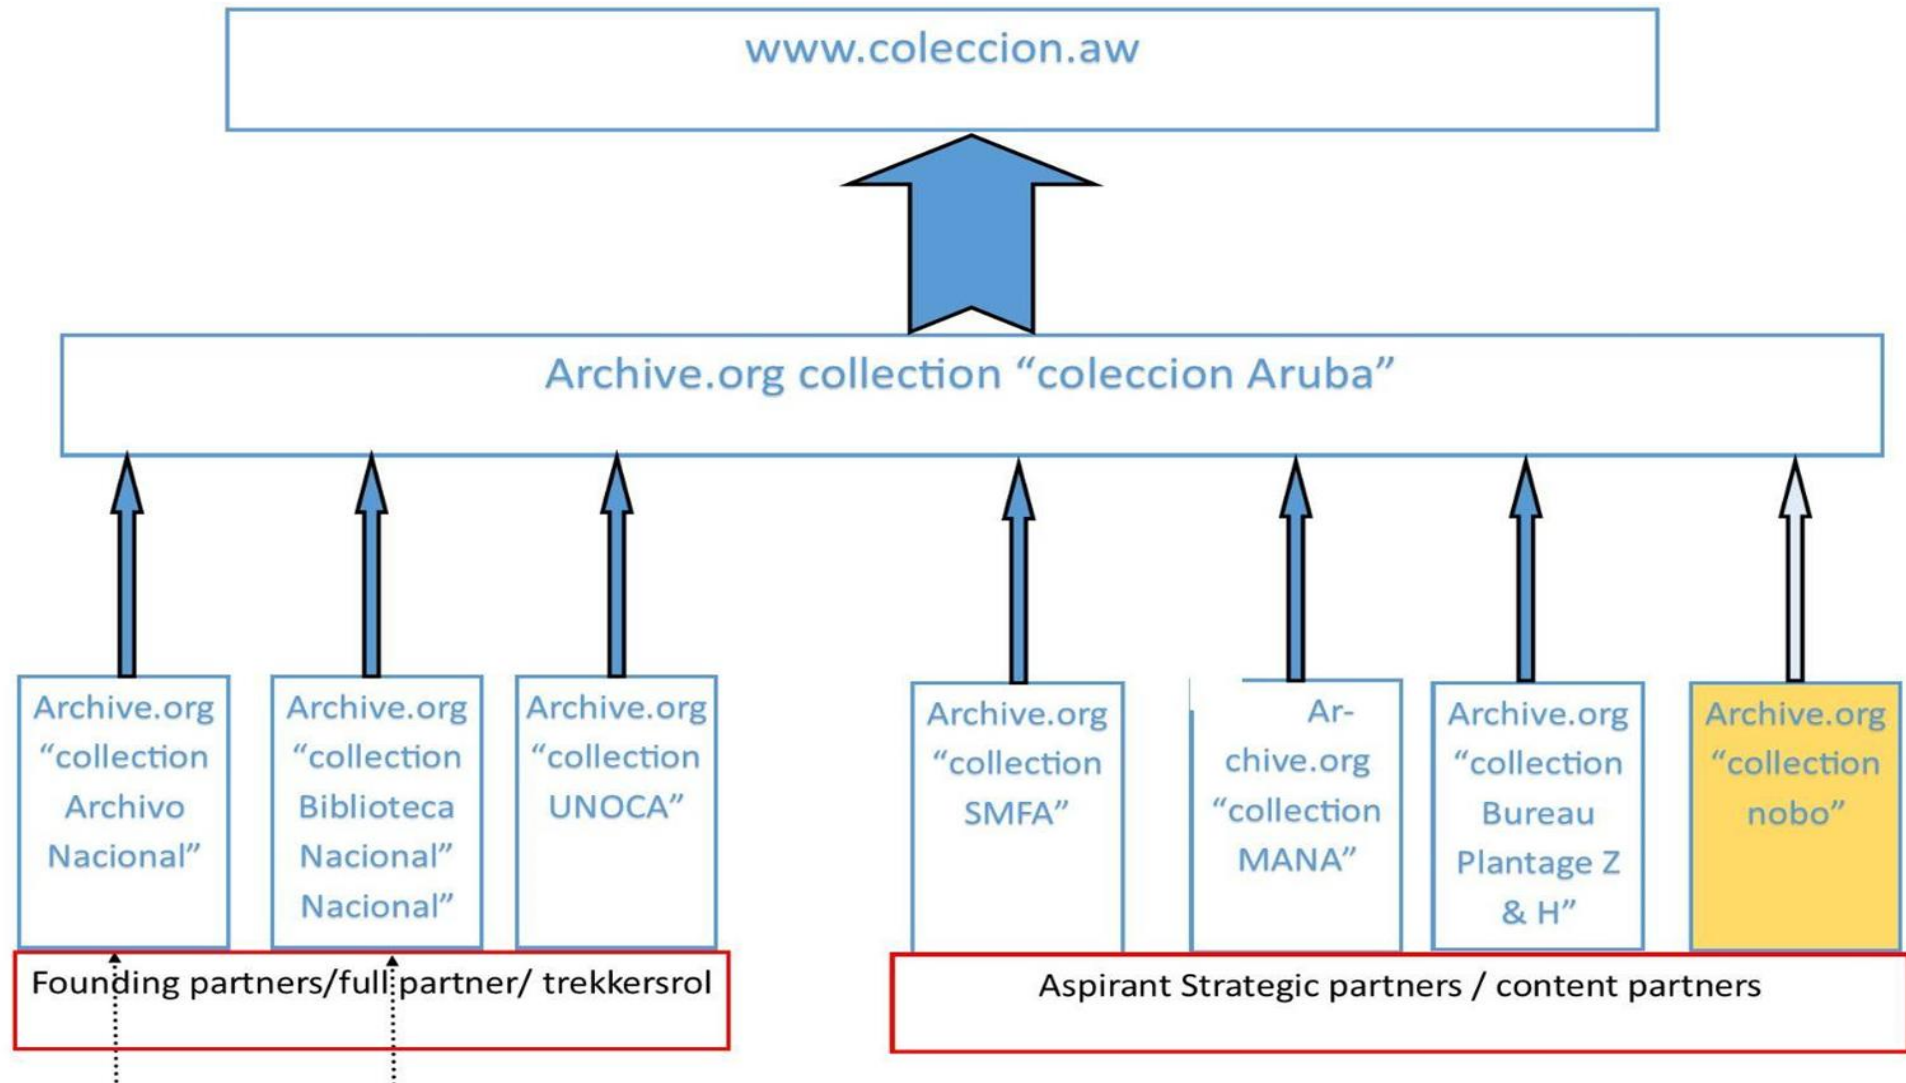 www.coleccion.aw
Archive.org collection “coleccion Aruba”
Archive.org
“collection
Archivo
Nacional”
Archive.org
“collection
Biblioteca
Nacional”
Nacional”
Archive.org
“collection
UNOCA”
Archive.org
“collection
SMFA”
Ar-
chive.org
“collection
MANA”
Archive.org
“collection
Bureau
Plantage Z
& H”
Archive.org
“collection
nobo”
Founding partners/full partner/ trekkersrol
Aspirant Strategic partners / content partners